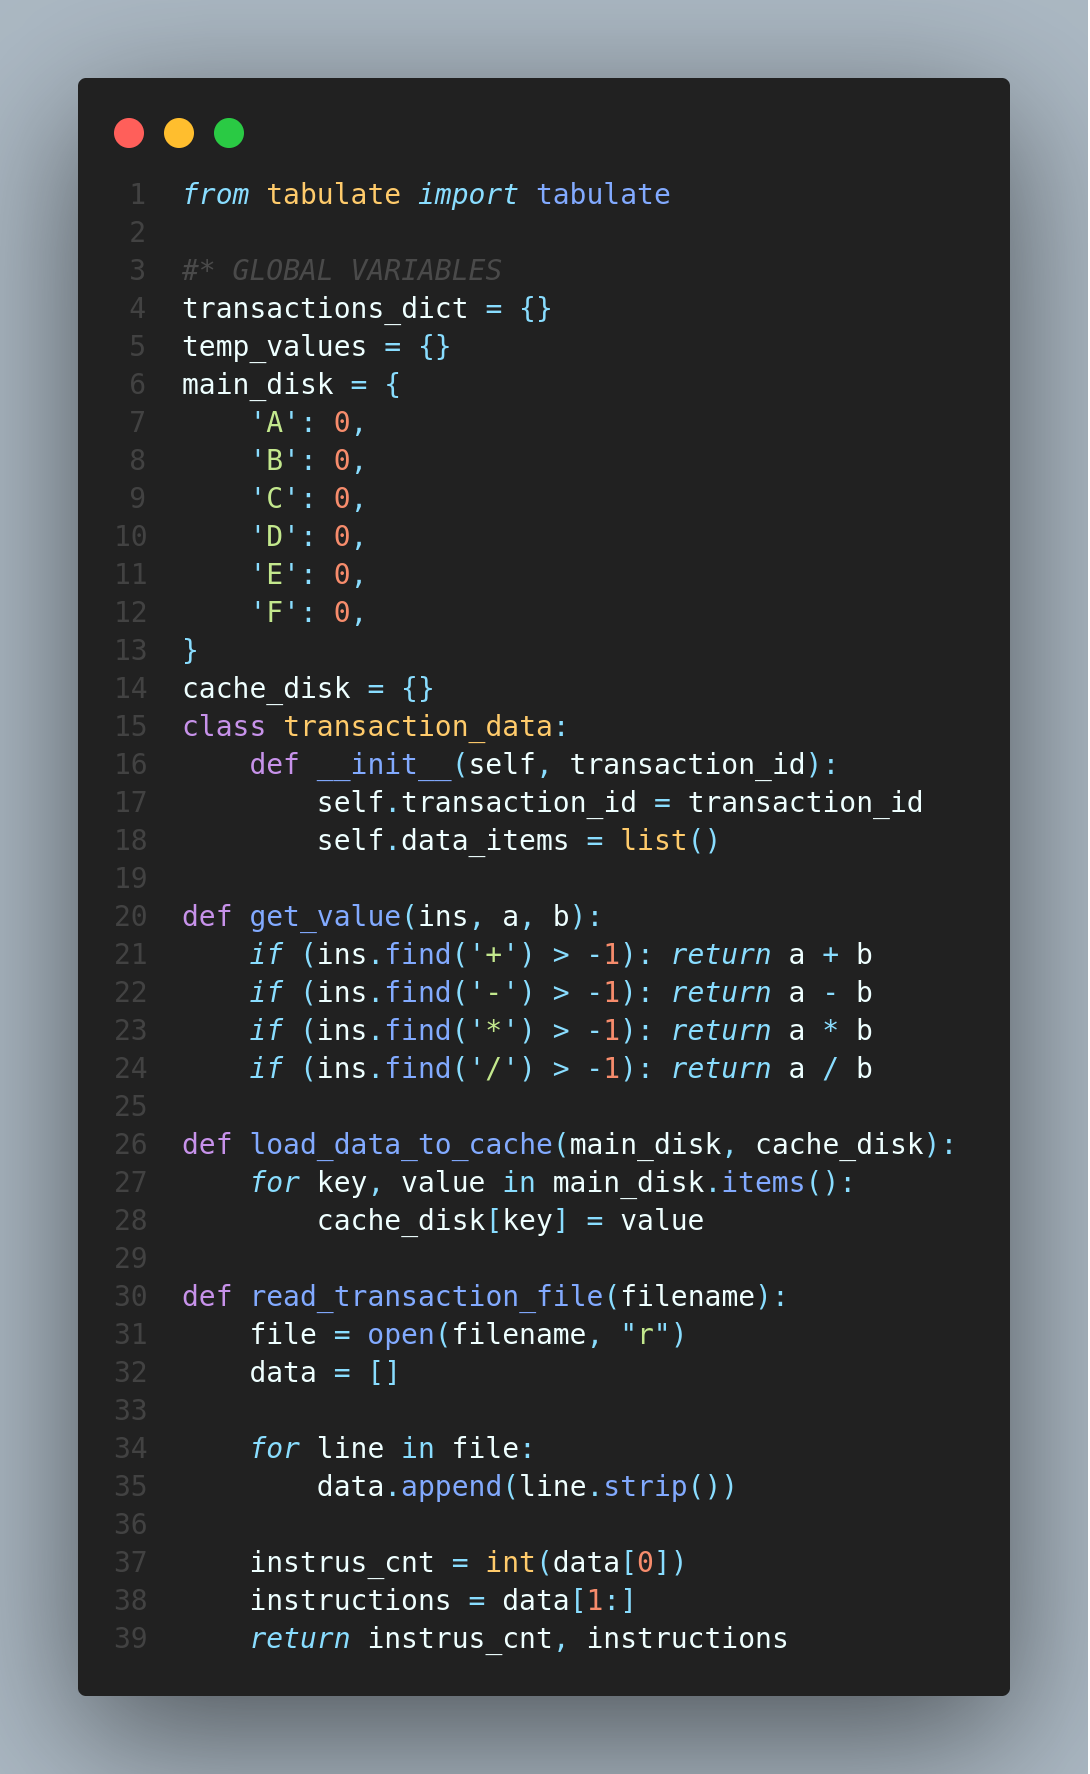 1 from tabulate import tabulate
2
3 #* GLOBAL VARIABLES
4 transactions_dict = {}
5 temp_values = {}
6 main_disk = {
7     'A': 0,
8     'B': 0,
9     'C': 0,
10     'D': 0,
11     'E': 0,
12     'F': 0,
13 }
14 cache_disk = {}
15 class transaction_data:
16     def __init__(self, transaction_id):
17         self.transaction_id = transaction_id
18         self.data_items = list()
19
20 def get_value(ins, a, b):
21     if (ins.find('+') > -1): return a + b
22     if (ins.find('-') > -1): return a - b
23     if (ins.find('*') > -1): return a * b
24     if (ins.find('/') > -1): return a / b
25
26 def load_data_to_cache(main_disk, cache_disk):
27     for key, value in main_disk.items():
28         cache_disk[key] = value
29
30 def read_transaction_file(filename):
31     file = open(filename, "r")
32     data = []
33
34     for line in file:
35         data.append(line.strip())
36
37     instrus_cnt = int(data[0])
38     instructions = data[1:]
39     return instrus_cnt, instructions